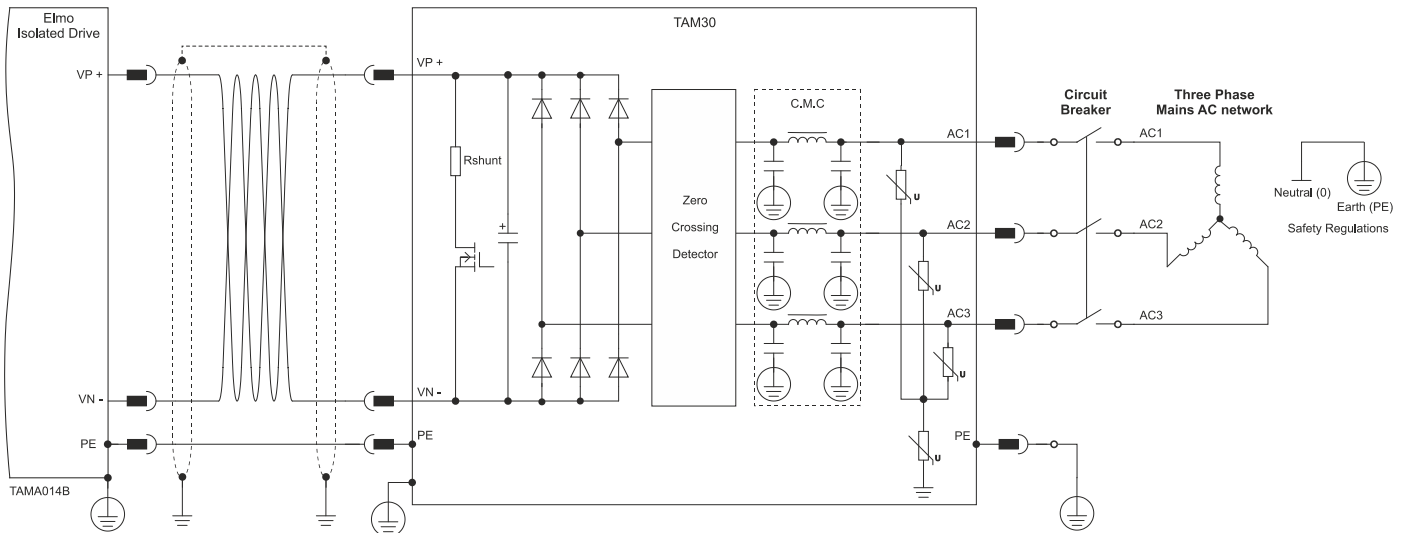 Elmo
Isolated Drive
TAM30
VP +
VP +
C.M.C
Circuit
Breaker
Three Phase
Mains AC network
AC1
AC1
Rshunt
U
Neutral (0)
Earth (PE)
Safety Regulations
Zero
Crossing
Detector
+
AC2
AC2
U
AC3
AC3
U
VN -
VN -
PE
PE
PE
U
TAMA014B